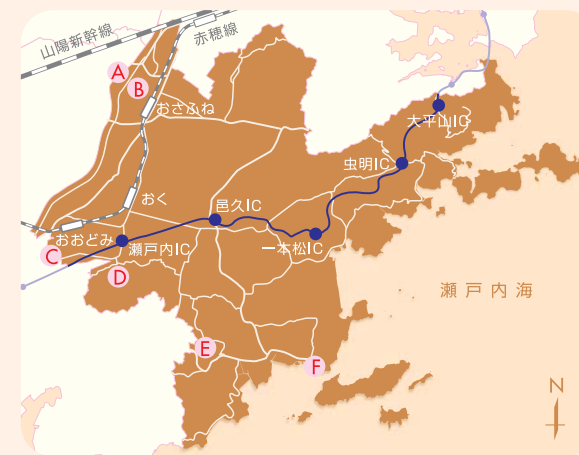 山陽新幹線
赤穂線
A
B
おさふね
大平山IC
虫明IC
おく
邑久IC
おおどみ
瀬戸内IC
一本松IC
C
D
瀬戸内海
E
F
N